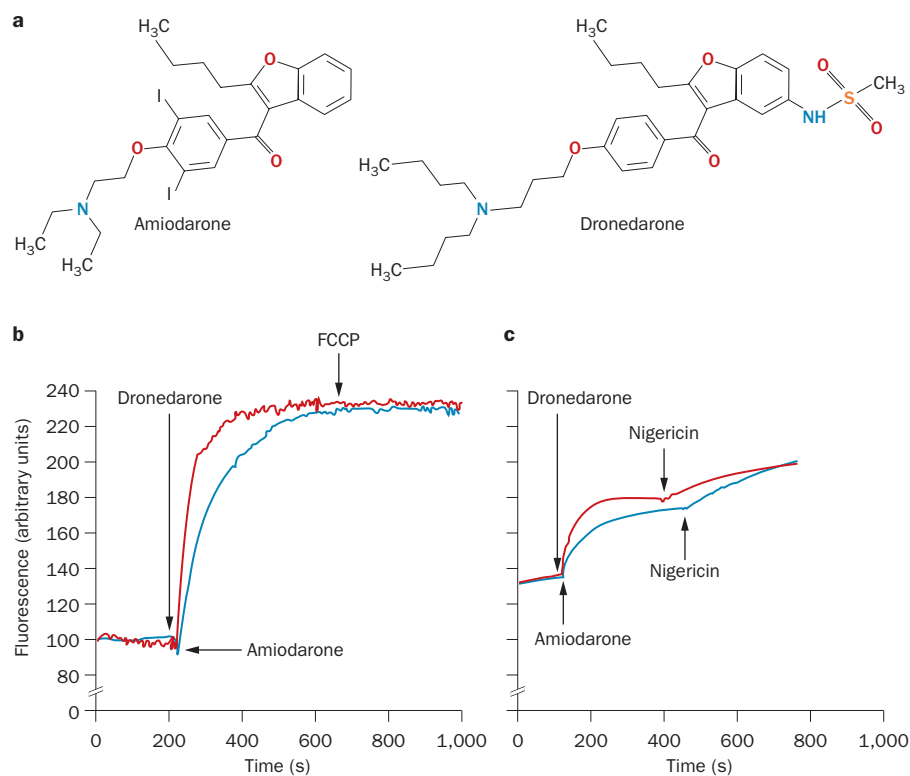 a
H₃C
O
I
O
O
I
N
Amiodarone
H₃C
H₃C
H₃C
O
O
CH₃
S
NH
O
O
O
H₃C
N
Dronedarone
H₃C
b
FCCP
Dronedarone
Amiodarone
Fluorescence (arbitrary units)
240
220
200
180
160
140
120
100
80
0
0 200 400 600 800 1,000
Time (s)
c
Dronedarone
Nigericin
Nigericin
Amiodarone
0 200 400 600 800 1,000
Time (s)